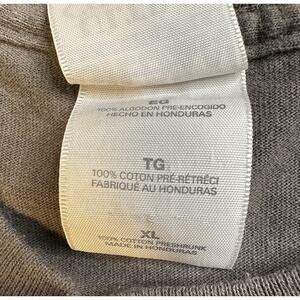 EG
100% ALGODON PRE-ENCOGIDO
HECHO EN HONDURAS
TG
100% COTON PRÉ-RÉTRÉCI
FABRIQUÉ AU HONDURAS
XL
100% COTTON PRESHRUNK
MADE IN HONDURAS